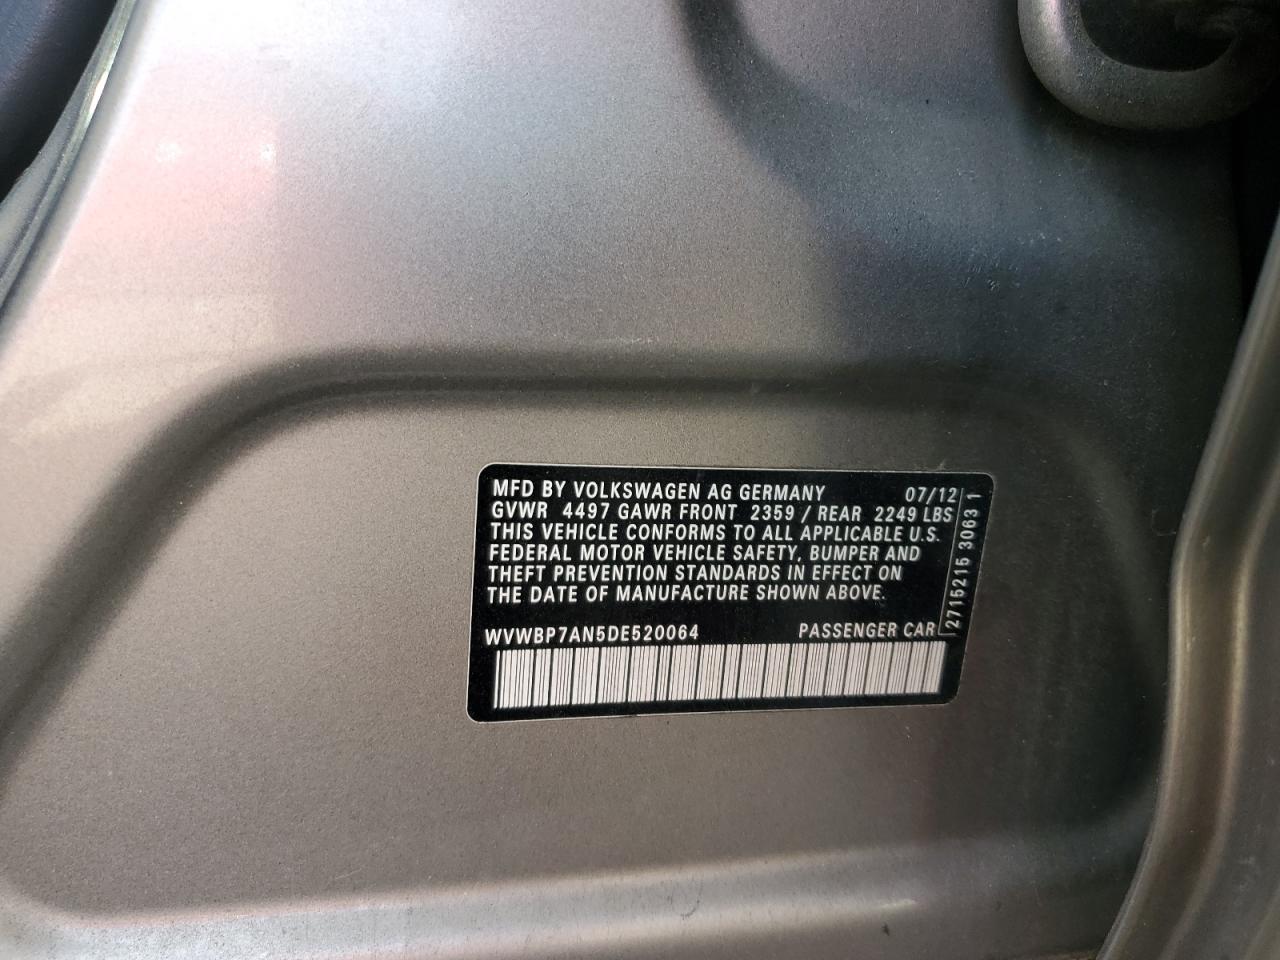 MFD BY VOLKSWAGEN AG GERMANY 07/12
GVWR 4497 GAWR FRONT 2359 / REAR 2249 LBS
THIS VEHICLE CONFORMS TO ALL APPLICABLE U.S.
FEDERAL MOTOR VEHICLE SAFETY, BUMPER AND
THEFT PREVENTION STANDARDS IN EFFECT ON
THE DATE OF MANUFACTURE SHOWN ABOVE.
WVWBP7AN5DE520064 PASSENGER CAR
2715215 3063 1